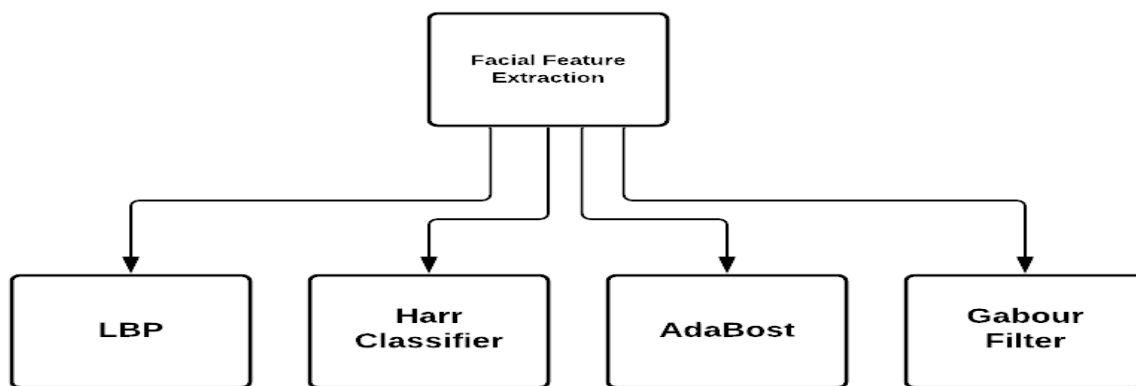 Facial Feature
Extraction
LBP
Harr
Classifier
AdaBost
Gabour
Filter